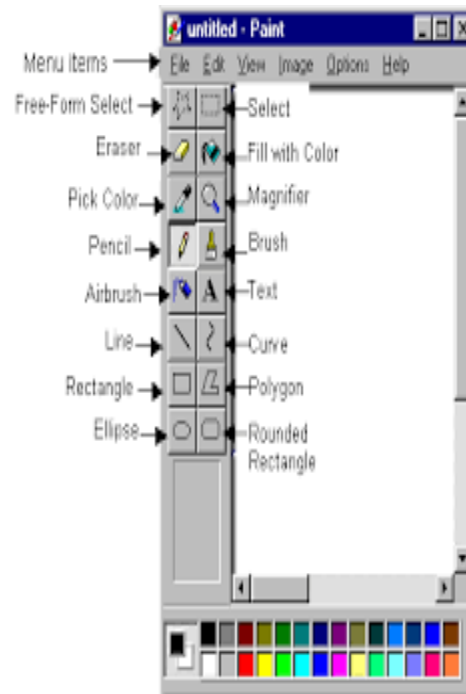 untitled - Paint
Menu Items
File Edit View Image Options Help
Free-Form Select
Select
Eraser
Fill with Color
Pick Color
Magnifier
Pencil
Brush
Airbrush
A
Text
Line
Curve
Rectangle
Polygon
Ellipse
Rounded
Rectangle